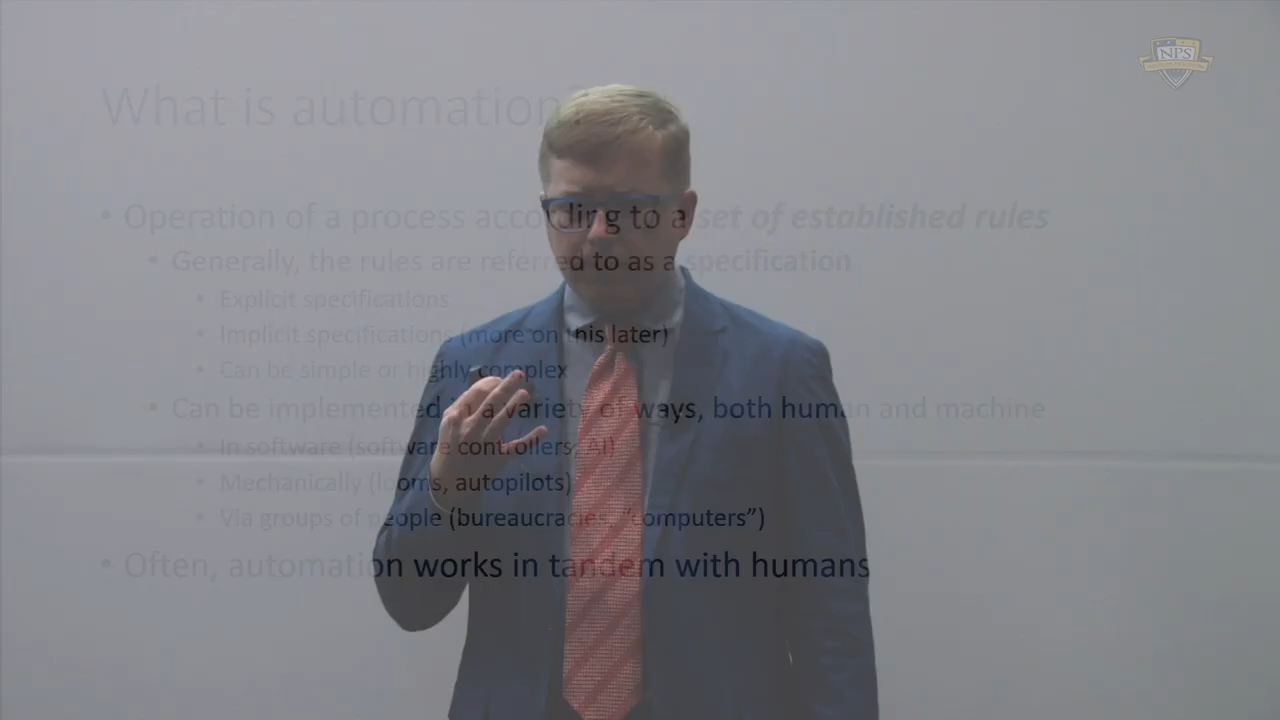 NPS
What is automation
• Operation of a process according to a set of established rules
• Generally, the rules are referred to as a specification
• Explicit specifications
• Implicit specifications (more on this later)
• Can be simple or highly complex
• Can be implemented in a variety of ways, both human and machine
• In software (software controllers, AI)
• Mechanically (looms, autopilots)
• Via groups of people (bureaucracies, “computers”)
• Often, automation works in tandem with humans